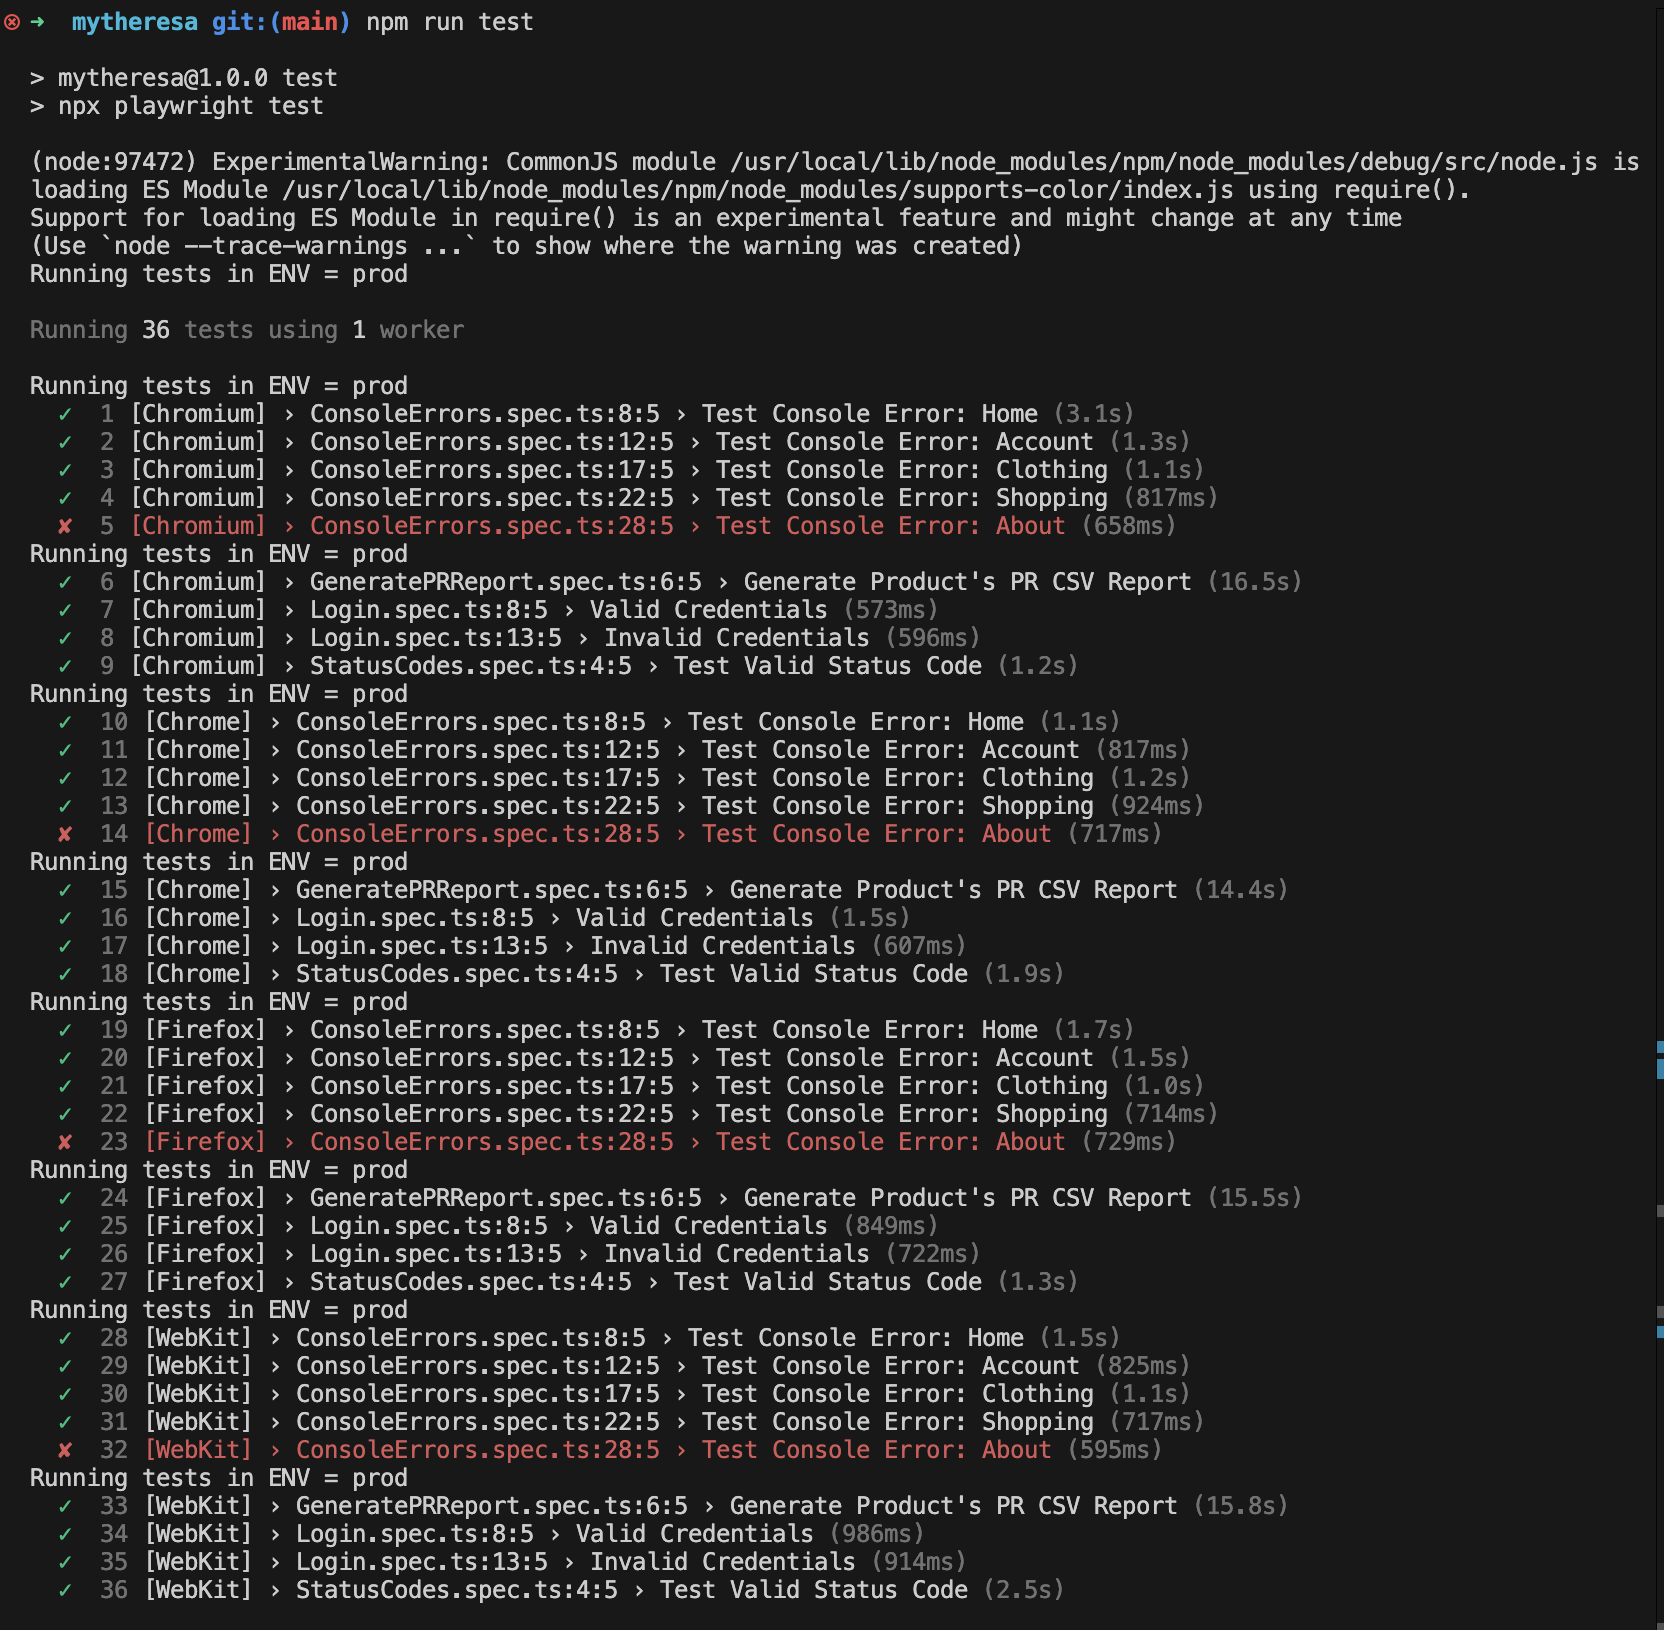 ➜ mytheresa git:(main) npm run test
> mytheresa@1.0.0 test
> npx playwright test
(node:97472) ExperimentalWarning: CommonJS module /usr/local/lib/node_modules/npm/node_modules/debug/src/node.js is
loading ES Module /usr/local/lib/node_modules/npm/node_modules/supports-color/index.js using require().
Support for loading ES Module in require() is an experimental feature and might change at any time
(Use `node --trace-warnings ...` to show where the warning was created)
Running tests in ENV = prod
Running 36 tests using 1 worker
Running tests in ENV = prod
✓ 1 [Chromium] › ConsoleErrors.spec.ts:8:5 › Test Console Error: Home (3.1s)
✓ 2 [Chromium] › ConsoleErrors.spec.ts:12:5 › Test Console Error: Account (1.3s)
✓ 3 [Chromium] › ConsoleErrors.spec.ts:17:5 › Test Console Error: Clothing (1.1s)
✓ 4 [Chromium] › ConsoleErrors.spec.ts:22:5 › Test Console Error: Shopping (817ms)
✘ 5 [Chromium] › ConsoleErrors.spec.ts:28:5 › Test Console Error: About (658ms)
Running tests in ENV = prod
✓ 6 [Chromium] › GeneratePRReport.spec.ts:6:5 › Generate Product's PR CSV Report (16.5s)
✓ 7 [Chromium] › Login.spec.ts:8:5 › Valid Credentials (573ms)
✓ 8 [Chromium] › Login.spec.ts:13:5 › Invalid Credentials (596ms)
✓ 9 [Chromium] › StatusCodes.spec.ts:4:5 › Test Valid Status Code (1.2s)
Running tests in ENV = prod
✓ 10 [Chrome] › ConsoleErrors.spec.ts:8:5 › Test Console Error: Home (1.1s)
✓ 11 [Chrome] › ConsoleErrors.spec.ts:12:5 › Test Console Error: Account (817ms)
✓ 12 [Chrome] › ConsoleErrors.spec.ts:17:5 › Test Console Error: Clothing (1.2s)
✓ 13 [Chrome] › ConsoleErrors.spec.ts:22:5 › Test Console Error: Shopping (924ms)
✘ 14 [Chrome] › ConsoleErrors.spec.ts:28:5 › Test Console Error: About (717ms)
Running tests in ENV = prod
✓ 15 [Chrome] › GeneratePRReport.spec.ts:6:5 › Generate Product's PR CSV Report (14.4s)
✓ 16 [Chrome] › Login.spec.ts:8:5 › Valid Credentials (1.5s)
✓ 17 [Chrome] › Login.spec.ts:13:5 › Invalid Credentials (607ms)
✓ 18 [Chrome] › StatusCodes.spec.ts:4:5 › Test Valid Status Code (1.9s)
Running tests in ENV = prod
✓ 19 [Firefox] › ConsoleErrors.spec.ts:8:5 › Test Console Error: Home (1.7s)
✓ 20 [Firefox] › ConsoleErrors.spec.ts:12:5 › Test Console Error: Account (1.5s)
✓ 21 [Firefox] › ConsoleErrors.spec.ts:17:5 › Test Console Error: Clothing (1.0s)
✓ 22 [Firefox] › ConsoleErrors.spec.ts:22:5 › Test Console Error: Shopping (714ms)
✘ 23 [Firefox] › ConsoleErrors.spec.ts:28:5 › Test Console Error: About (729ms)
Running tests in ENV = prod
✓ 24 [Firefox] › GeneratePRReport.spec.ts:6:5 › Generate Product's PR CSV Report (15.5s)
✓ 25 [Firefox] › Login.spec.ts:8:5 › Valid Credentials (849ms)
✓ 26 [Firefox] › Login.spec.ts:13:5 › Invalid Credentials (722ms)
✓ 27 [Firefox] › StatusCodes.spec.ts:4:5 › Test Valid Status Code (1.3s)
Running tests in ENV = prod
✓ 28 [WebKit] › ConsoleErrors.spec.ts:8:5 › Test Console Error: Home (1.5s)
✓ 29 [WebKit] › ConsoleErrors.spec.ts:12:5 › Test Console Error: Account (825ms)
✓ 30 [WebKit] › ConsoleErrors.spec.ts:17:5 › Test Console Error: Clothing (1.1s)
✓ 31 [WebKit] › ConsoleErrors.spec.ts:22:5 › Test Console Error: Shopping (717ms)
✘ 32 [WebKit] › ConsoleErrors.spec.ts:28:5 › Test Console Error: About (595ms)
Running tests in ENV = prod
✓ 33 [WebKit] › GeneratePRReport.spec.ts:6:5 › Generate Product's PR CSV Report (15.8s)
✓ 34 [WebKit] › Login.spec.ts:8:5 › Valid Credentials (986ms)
✓ 35 [WebKit] › Login.spec.ts:13:5 › Invalid Credentials (914ms)
✓ 36 [WebKit] › StatusCodes.spec.ts:4:5 › Test Valid Status Code (2.5s)